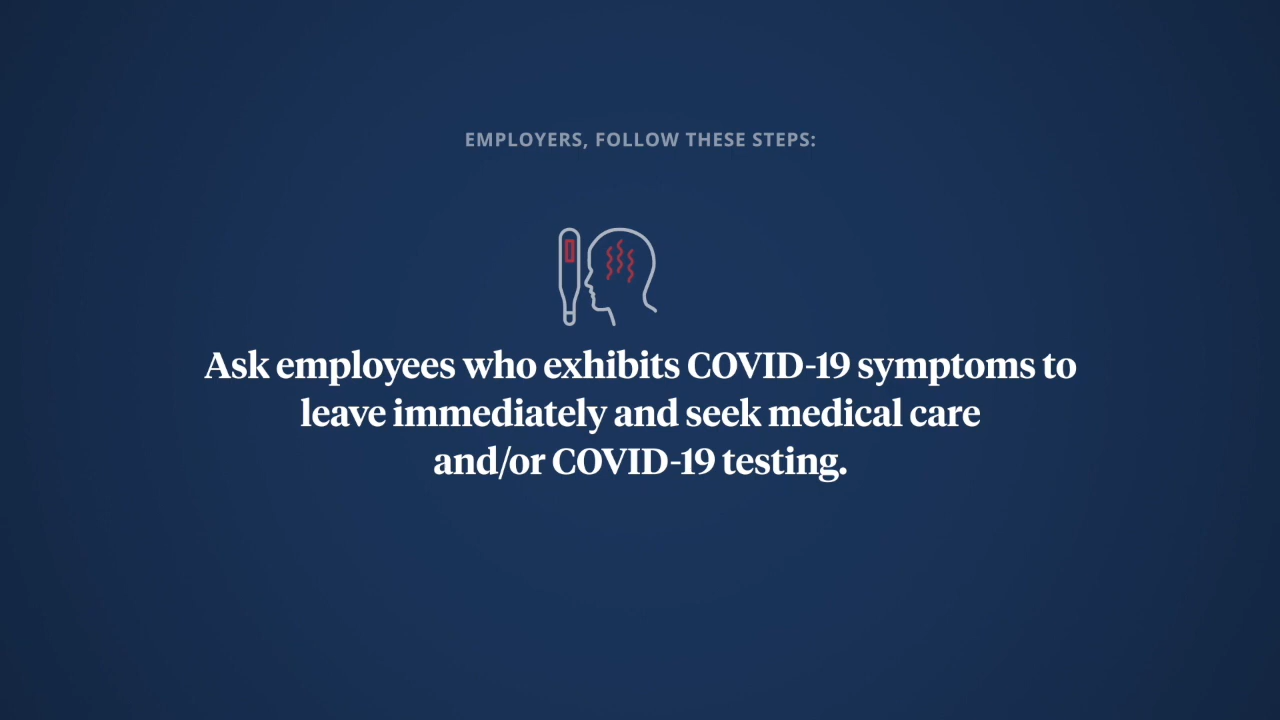 EMPLOYERS, FOLLOW THESE STEPS:
Ask employees who exhibits COVID-19 symptoms to
leave immediately and seek medical care
and/or COVID-19 testing.